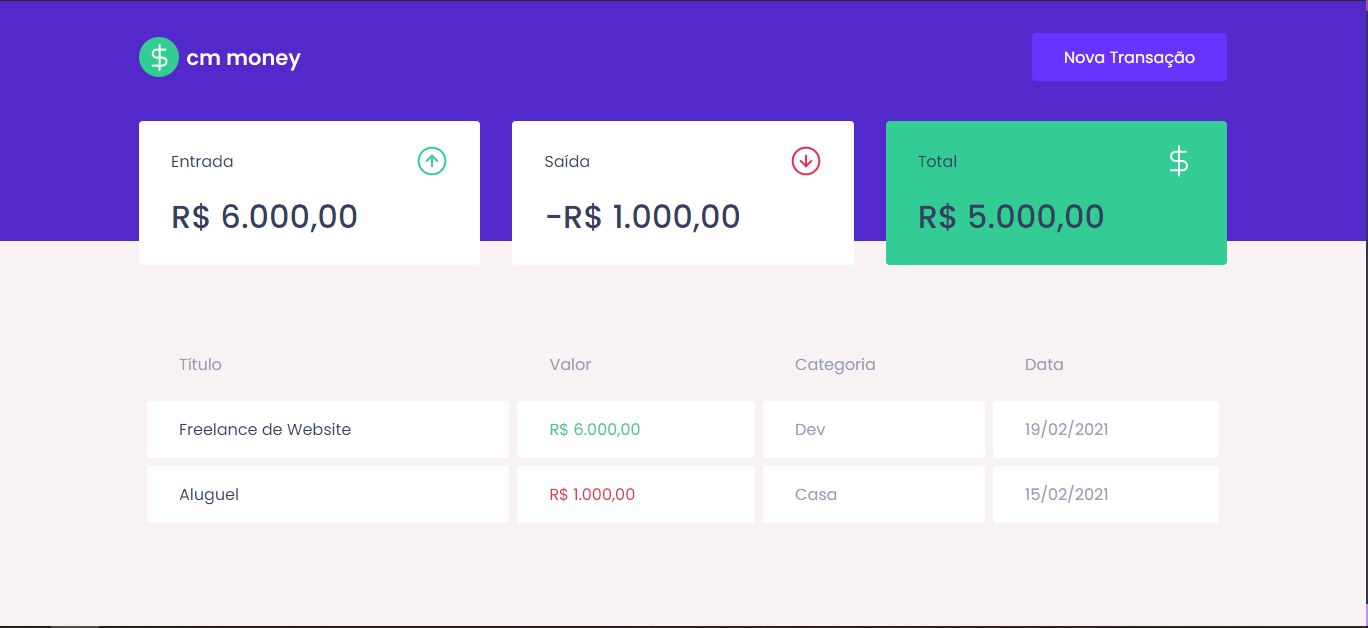 $ cm money
Nova Transação
Entrada
R$ 6.000,00
Saída
-R$ 1.000,00
Total
$
R$ 5.000,00
Título Valor Categoria Data
Freelance de Website R$ 6.000,00 Dev 19/02/2021
Aluguel R$ 1.000,00 Casa 15/02/2021